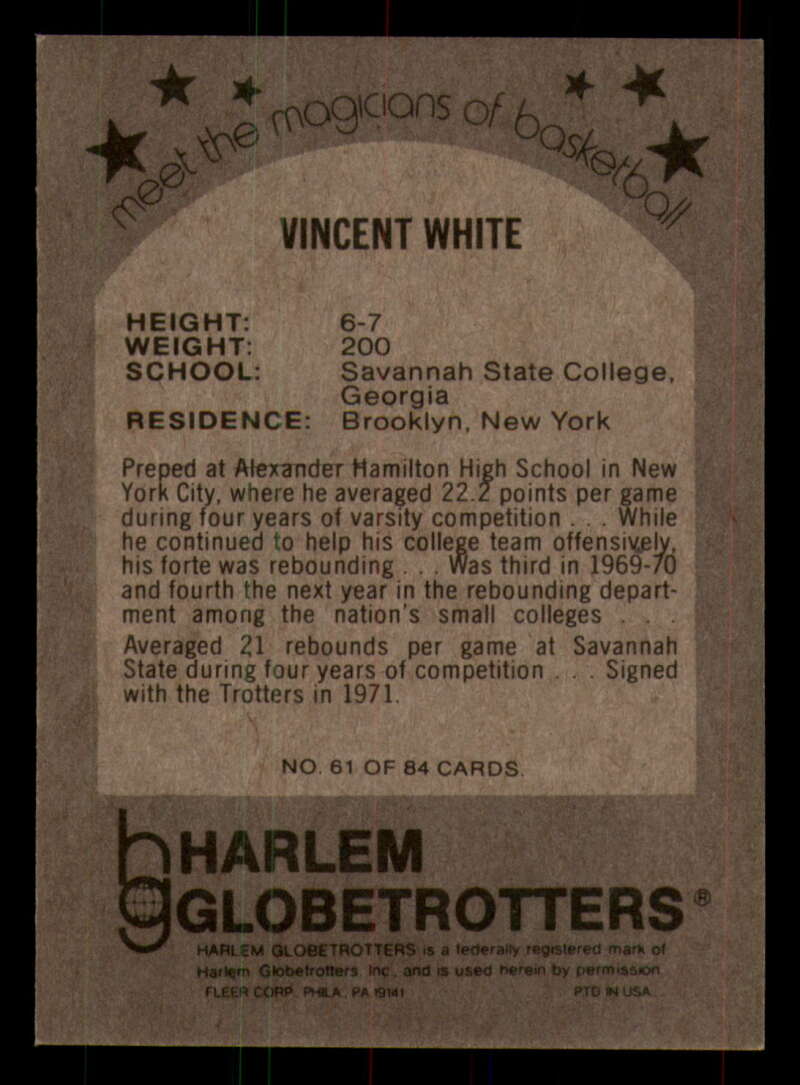 meet the magicians of basketball
VINCENT WHITE
HEIGHT: 6-7
WEIGHT: 200
SCHOOL: Savannah State College,
Georgia
RESIDENCE: Brooklyn, New York
Preped at Alexander Hamilton High School in New
York City, where he averaged 22.2 points per game
during four years of varsity competition . . . While
he continued to help his college team offensively,
his forte was rebounding . . . Was third in 1969-70
and fourth the next year in the rebounding depart-
ment among the nation's small colleges . . .
Averaged 21 rebounds per game at Savannah
State during four years of competition . . . Signed
with the Trotters in 1971.
NO. 61 OF 84 CARDS.
hg HARLEM
GLOBETROTTERS®
HARLEM GLOBETROTTERS is a federally registered mark of
Harlem Globetrotters, Inc., and is used herein by permission
FLEER CORP. PHILA., PA 19141 PTD IN USA